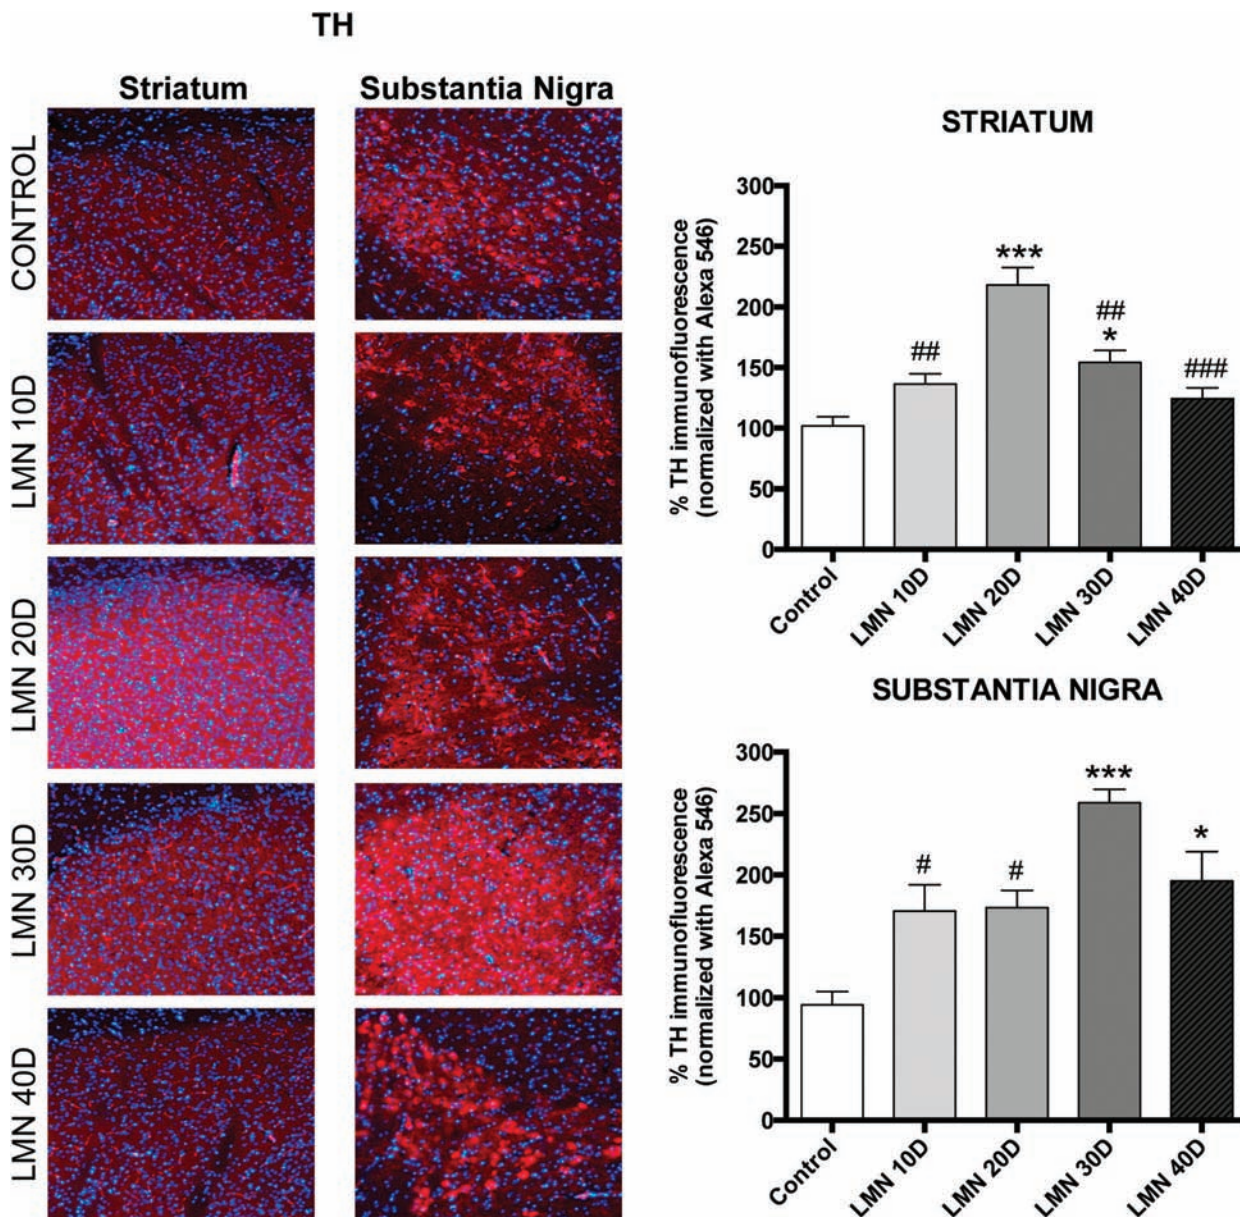 TH
Striatum
Substantia Nigra
CONTROL
LMN 10D
LMN 20D
LMN 30D
LMN 40D
STRIATUM
% TH immunofluorescence
(normalized with Alexa 546)
300
250
200
150
100
50
0
##
***
##
*
###
Control
LMN 10D
LMN 20D
LMN 30D
LMN 40D
SUBSTANTIA NIGRA
% TH immunofluorescence
(normalized with Alexa 546)
300
250
200
150
100
50
0
#
#
***
*
Control
LMN 10D
LMN 20D
LMN 30D
LMN 40D